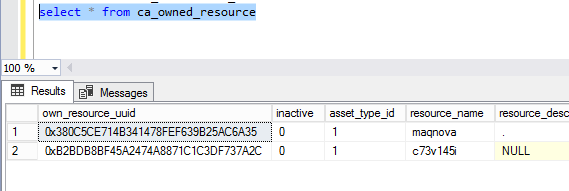 select * from ca_owned_resource
100 %
Results Messages
own_resource_uuid inactive asset_type_id resource_name resource_desc
1 0x380C5CE714B341478FEF639B25AC6A35 0 1 maqnova .
2 0xB2BDB8BF45A2474A8871C1C3DF737A2C 0 1 c73v145i NULL